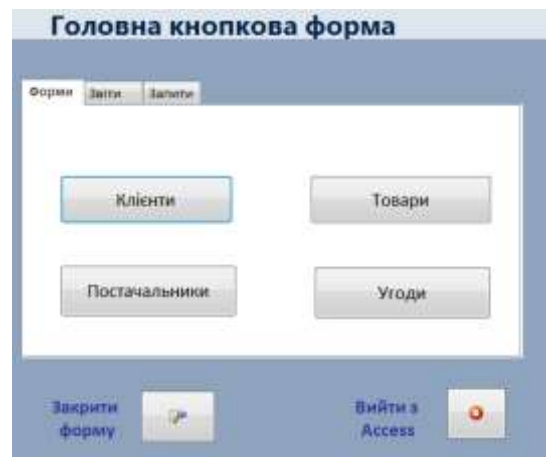 Головна кнопкова форма
Форми Звіти Запити
Клієнти Товари
Постачальники Угоди
Закрити Вийти з
форму Access